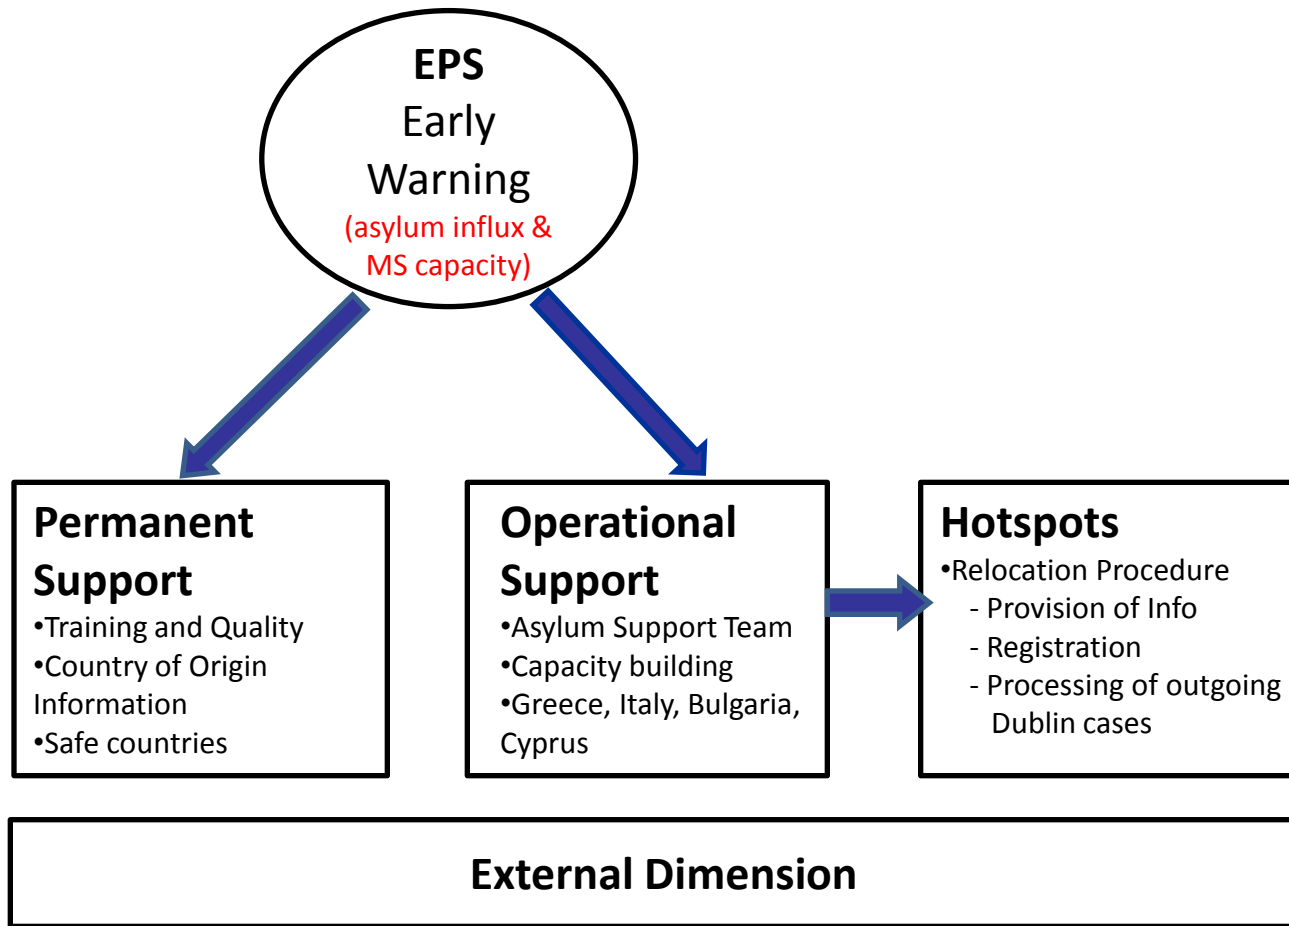 EPS
Early
Warning
(asylum influx &
MS capacity)
Permanent
Support
•Training and Quality
•Country of Origin
Information
•Safe countries
Operational
Support
•Asylum Support Team
•Capacity building
•Greece, Italy, Bulgaria,
Cyprus
Hotspots
•Relocation Procedure
- Provision of Info
- Registration
- Processing of outgoing
Dublin cases
External Dimension